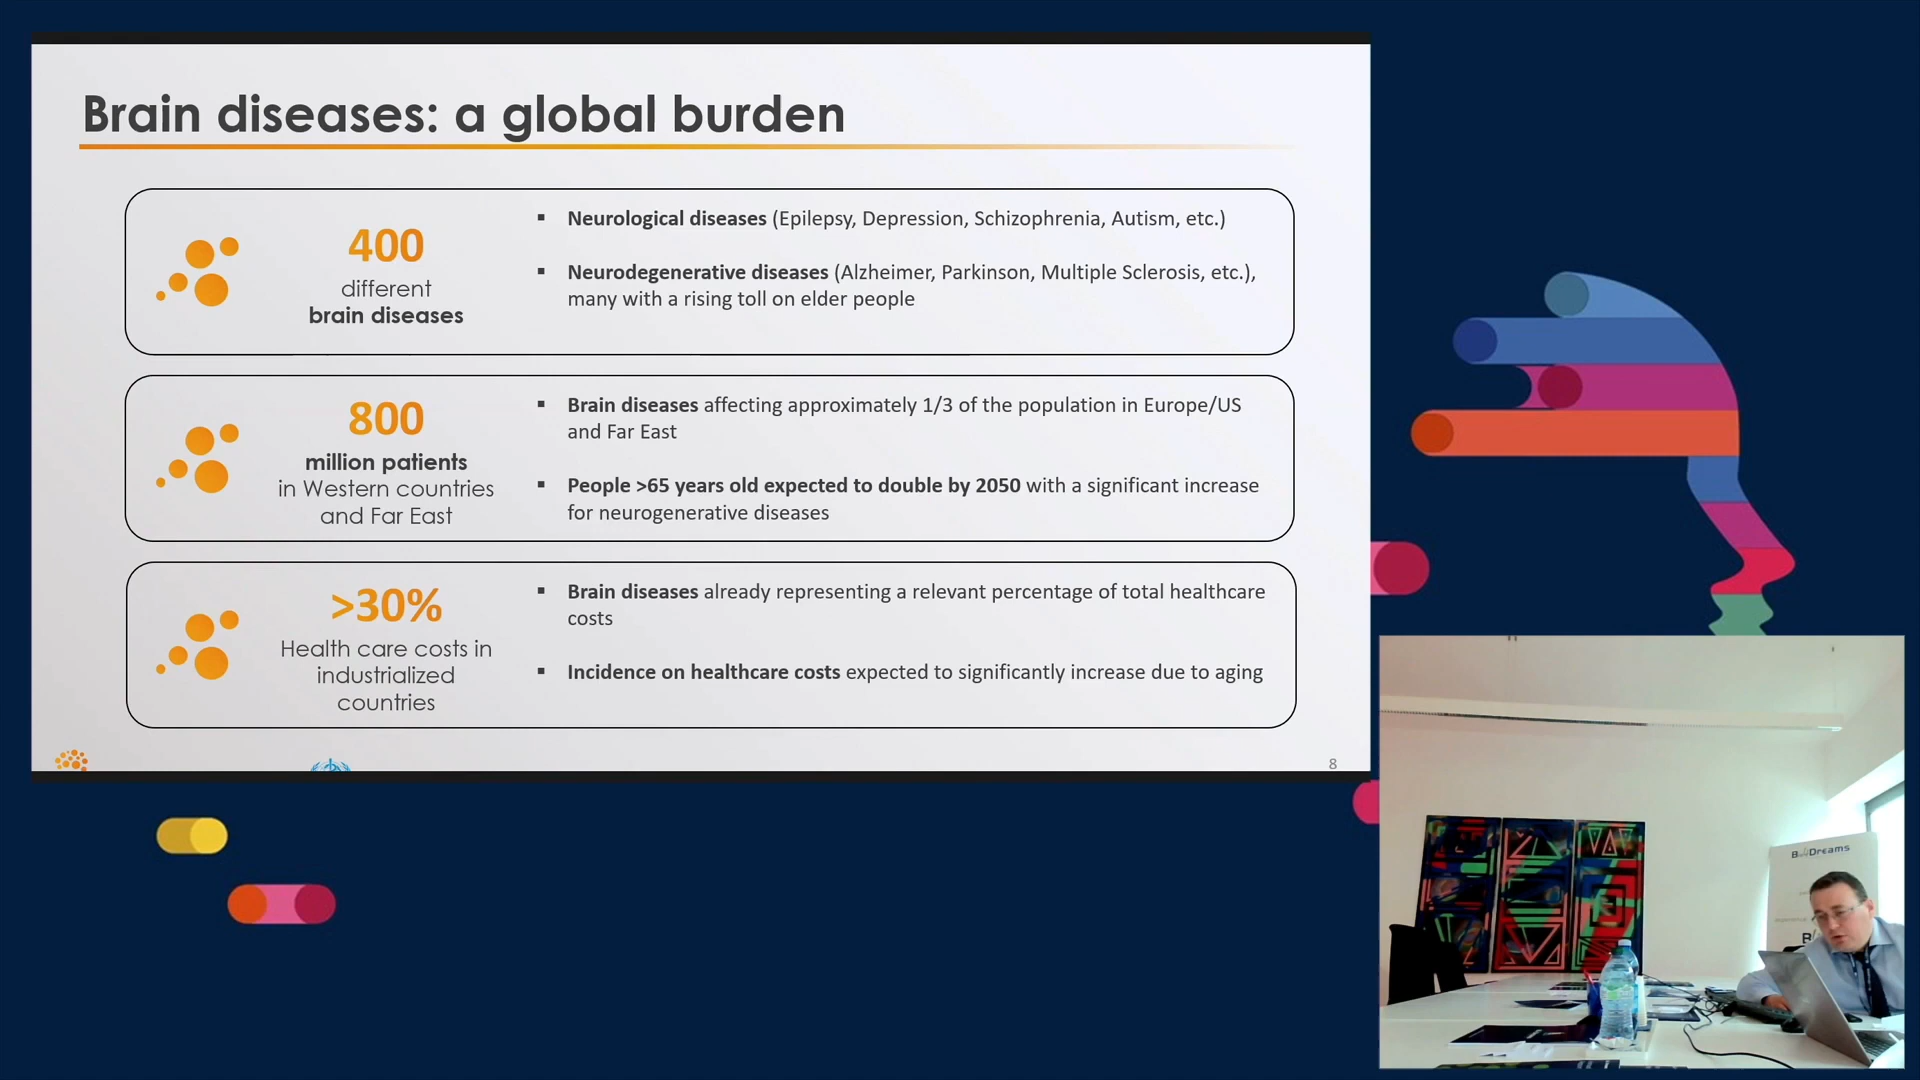 Brain diseases: a global burden
400
different
brain diseases
▪ Neurological diseases (Epilepsy, Depression, Schizophrenia, Autism, etc.)
▪ Neurodegenerative diseases (Alzheimer, Parkinson, Multiple Sclerosis, etc.),
many with a rising toll on elder people
800
million patients
in Western countries
and Far East
▪ Brain diseases affecting approximately 1/3 of the population in Europe/US
and Far East
▪ People >65 years old expected to double by 2050 with a significant increase
for neurogenerative diseases
>30%
Health care costs in
industrialized
countries
▪ Brain diseases already representing a relevant percentage of total healthcare
costs
▪ Incidence on healthcare costs expected to significantly increase due to aging
8